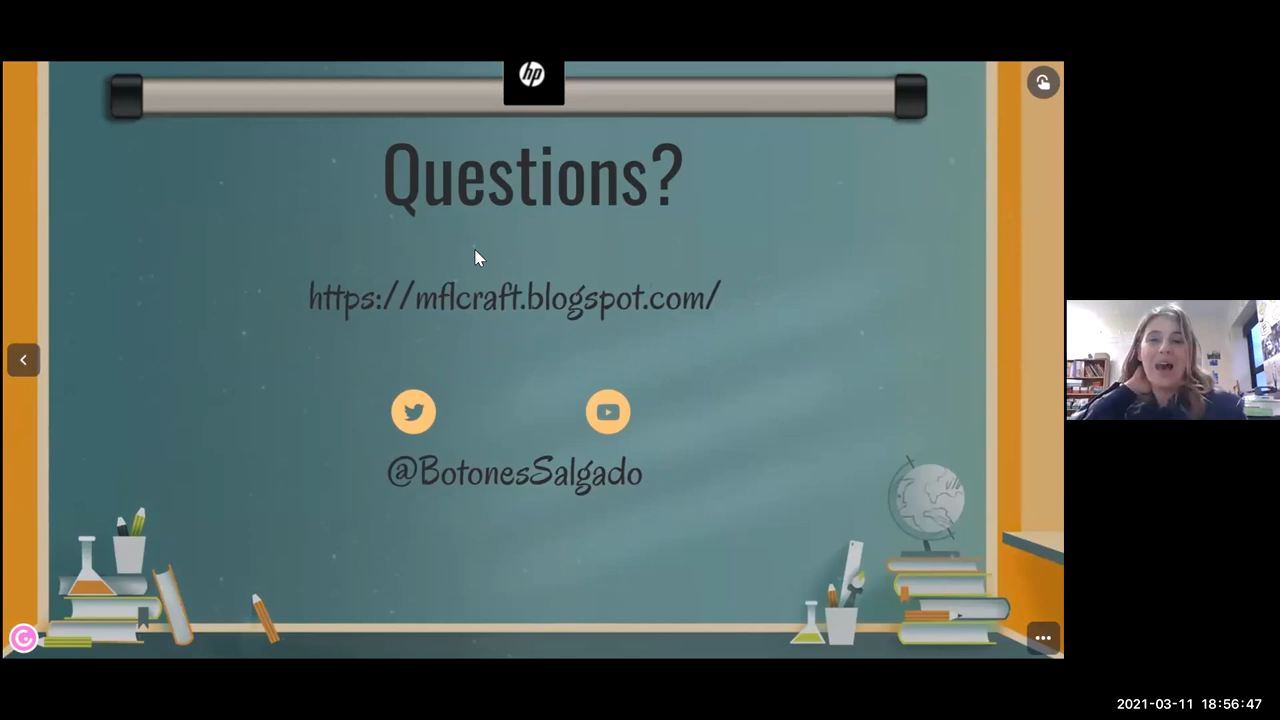 hp
Questions?
https://mflcraft.blogspot.com/
@BotonesSalgado
2021-03-11 18:56:47